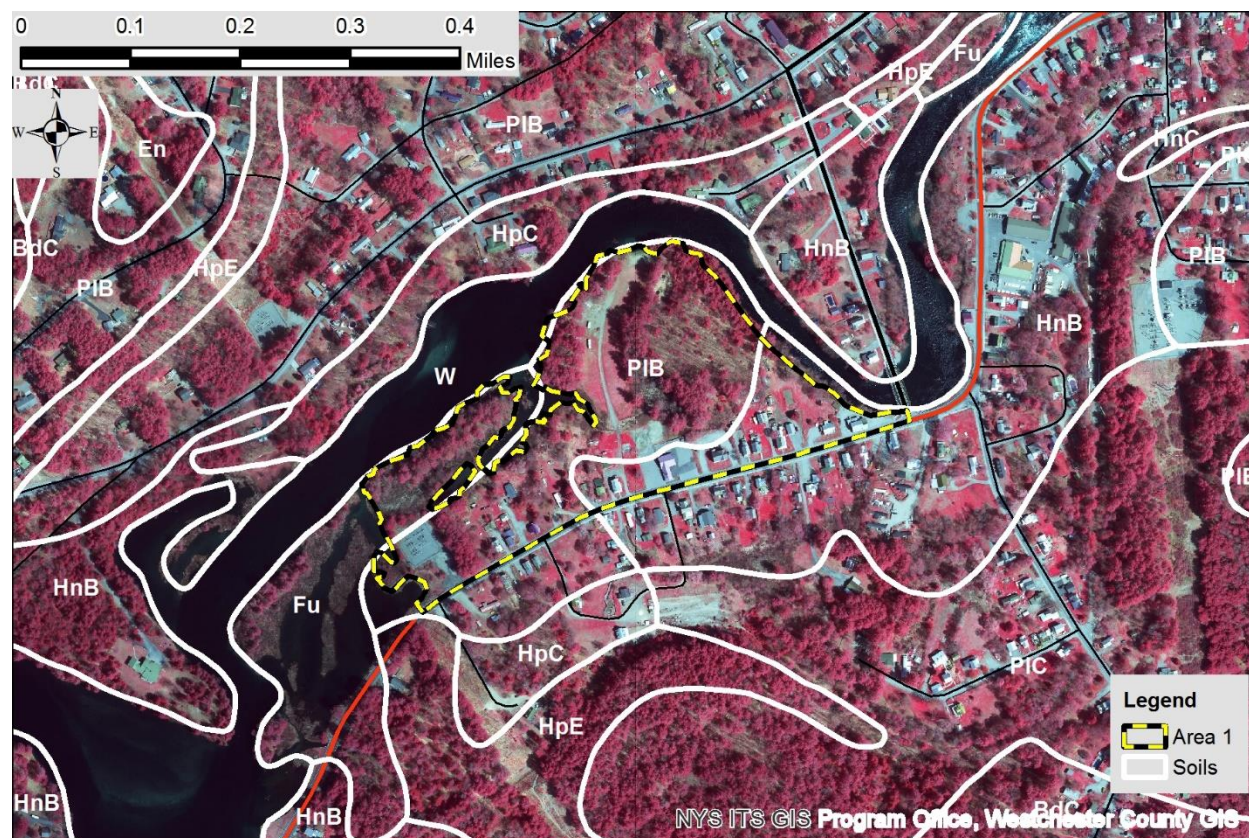 0 0.1 0.2 0.3 0.4
Miles
N
W E
S
BdC
En
PIB
HpE
Fu
HnC
BdC
HpC
HnB
HpE
PIB
PIB
HnB
W
PIB
HnB
Fu
HpC
PIC
HpE
HnB
HnB
BdC
Legend
Area 1
Soils
NYS ITS GIS Program Office, Westchester County GIS